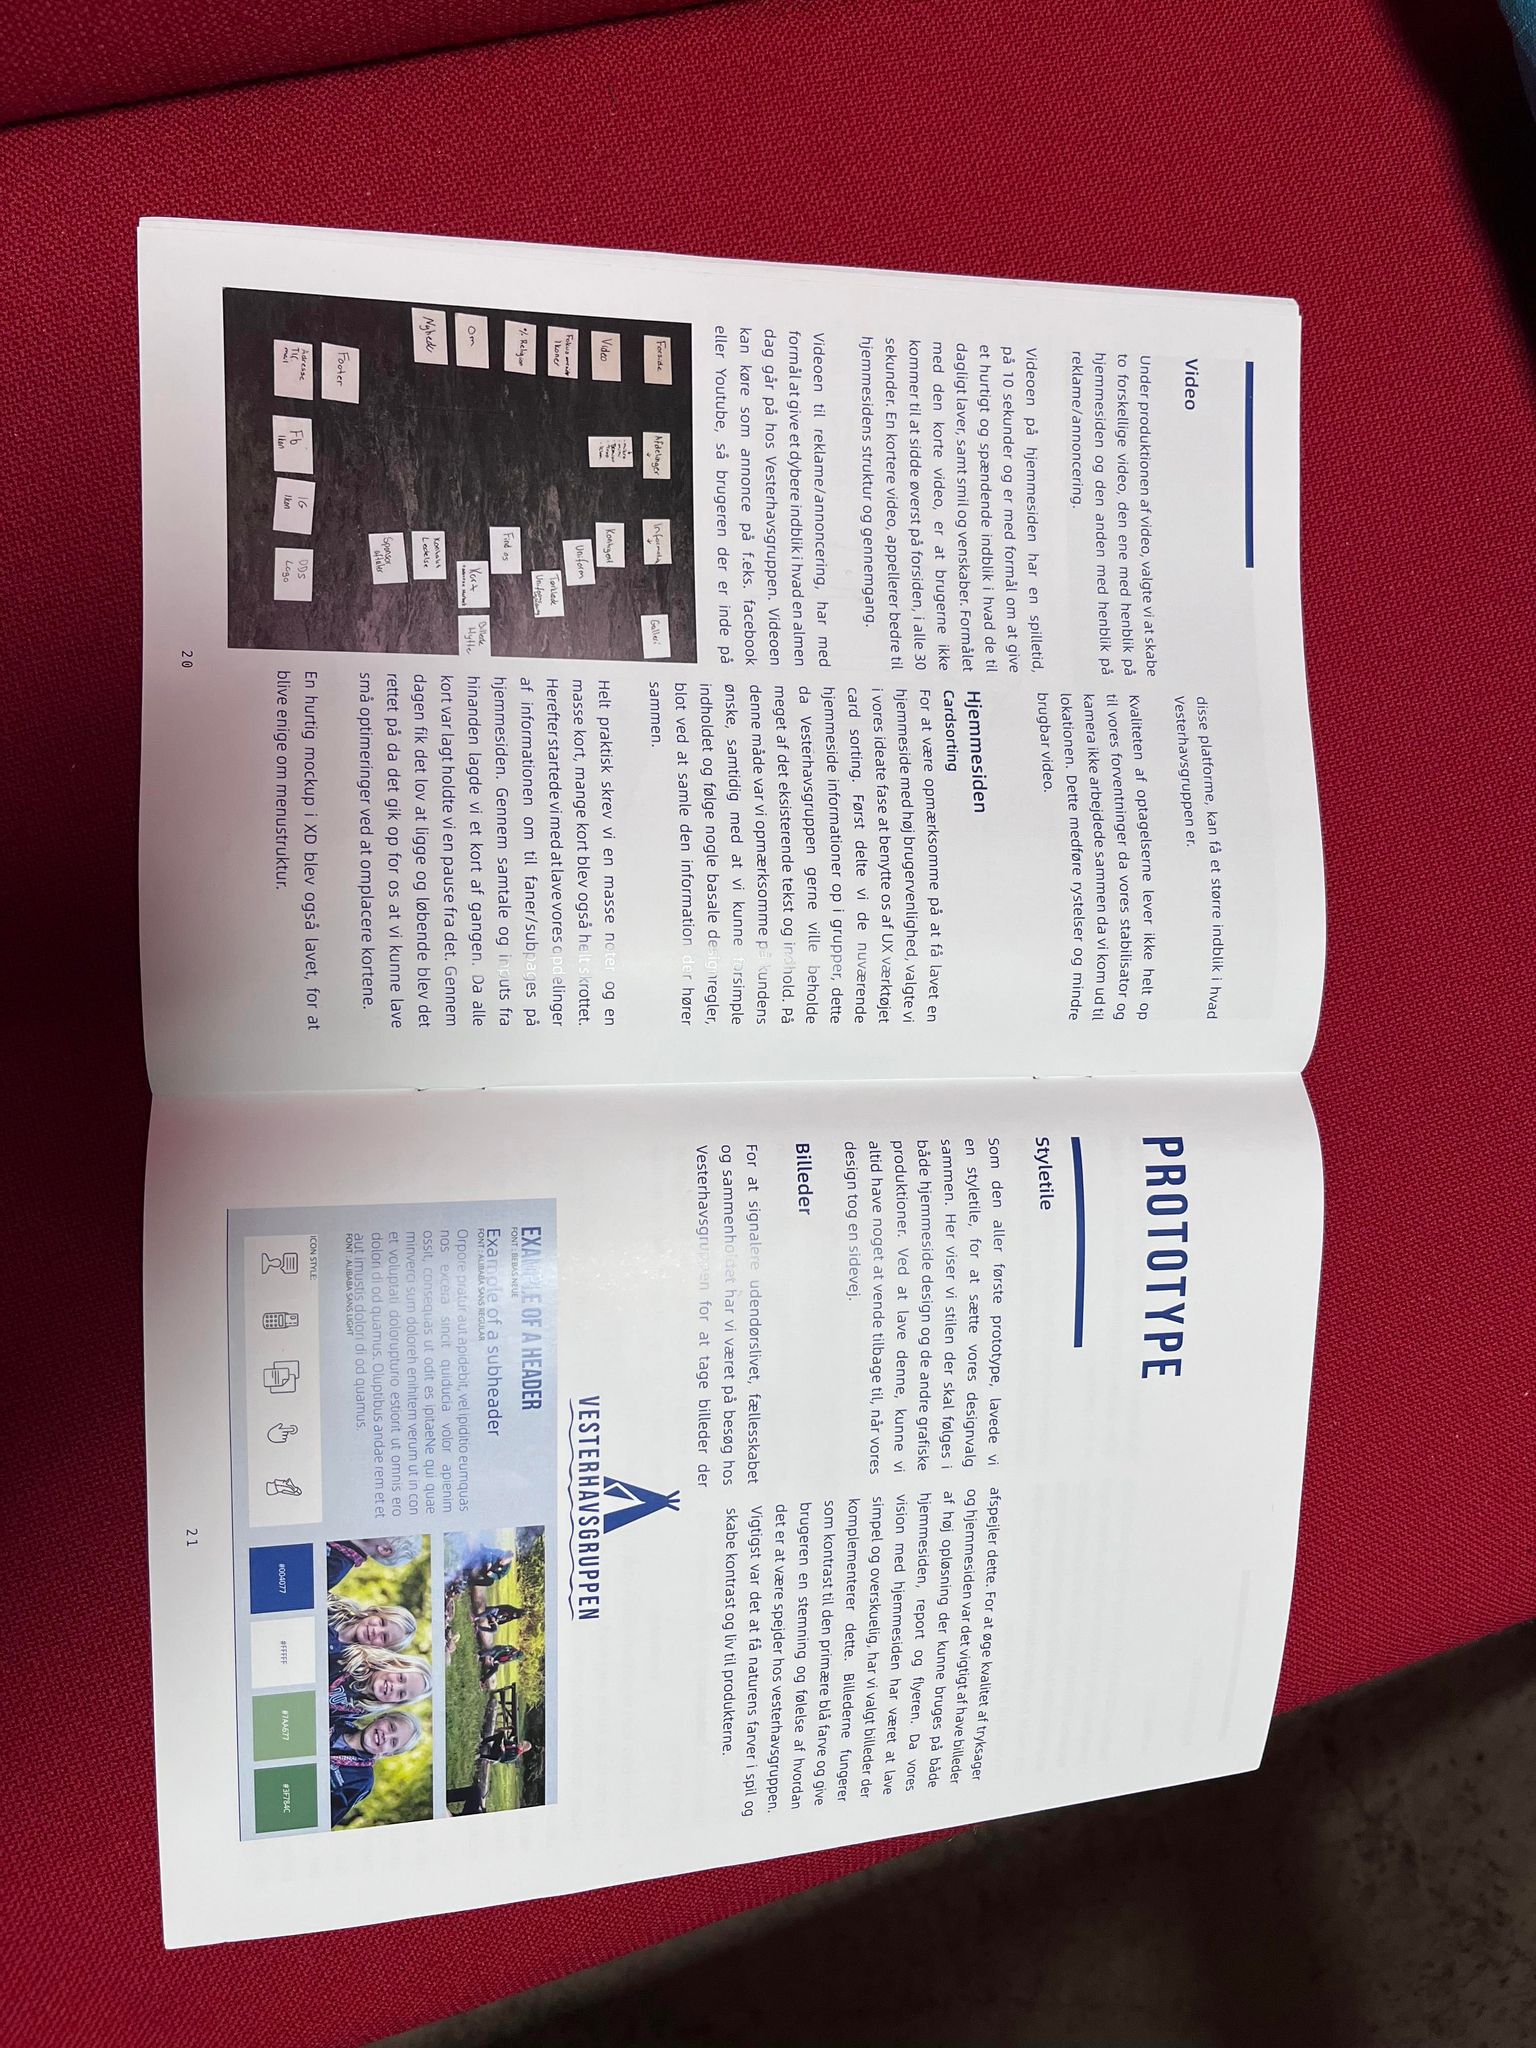 Video
Under produktionen af video, valgte vi at skabe
to forskellige video, den ene med henblik på
hjemmesiden og den anden med henblik på
reklame/annoncering.
Videoen på hjemmesiden har en spilletid,
på 10 sekunder og er med formål om at give
et hurtigt og spændende indblik i hvad de til
dagligt laver, samt smil og venskaber. Formålet
med den korte video, er at brugerne ikke
kommer til at sidde øverst på forsiden, i alle 30
sekunder. En kortere video, appellerer bedre til
hjemmesidens struktur og gennemgang.
Videoen til reklame/annoncering, har med
formål at give et dybere indblik i hvad en almen
dag går på hos Vesterhavsgruppen. Videoen
kan køre som annonce på f.eks. facebook
eller Youtube, så brugeren der er inde på
Forside
Afdelinger
Galleri
Video
Kontigent
Uniform
Ikoner
% Religion
Tørklæde
Find os
Om
Kort
Billede
Hytte
Nyheder
Kontakt
Ledelse
Sponsor
aftaler
Footer
Adresse
Tlf.
mail
Fb
Ikon
IG
Ikon
DDS
Logo
disse platforme, kan få et større indblik i hvad
Vesterhavsgruppen er.
Kvaliteten af optagelserne lever ikke helt op
til vores forventninger da vores stabilisator og
kamera ikke arbejdede sammen da vi kom ud til
lokationen. Dette medføre rystelser og mindre
brugbar video.
Hjemmesiden
Cardsorting
For at være opmærksomme på at få lavet en
hjemmeside med høj brugervenlighed, valgte vi
i vores ideate fase at benytte os af UX værktøjet
card sorting. Først delte vi de nuværende
hjemmeside informationer op i grupper, dette
da Vesterhavsgruppen gerne ville beholde
meget af det eksisterende tekst og indhold. På
denne måde var vi opmærksomme på kundens
ønske, samtidig med at vi kunne forsimple
indholdet og følge nogle basale designregler,
blot ved at samle den information der hører
sammen.
Helt praktisk skrev vi en masse noter og en
masse kort, mange kort blev også helt skrottet.
Herefter startede vi med at lave vores opdelinger
af informationen om til faner/subpages på
hjemmesiden. Gennem samtale og inputs fra
hinanden lagde vi et kort af gangen. Da alle
kort var lagt holdte vi en pause fra det. Gennem
dagen fik det lov at ligge og løbende blev det
rettet på da det gik op for os at vi kunne lave
små optimeringer ved at omplacere kortene.
En hurtig mockup i XD blev også lavet, for at
blive enige om menustruktur.
20
PROTOTYPE
Styletile
Som den aller første prototype, lavede vi
en styletile, for at sætte vores designvalg
sammen. Her viser vi stilen der skal følges i
både hjemmeside design og de andre grafiske
produktioner. Ved at lave denne, kunne vi
altid have noget at vende tilbage til, når vores
design tog en sidevej.
Billeder
For at signalere udendørslivet, fællesskabet
og sammenholdet har vi været på besøg hos
Vesterhavsgruppen for at tage billeder der
afspejler dette. For at øge kvalitet af tryksager
og hjemmesiden var det vigtigt af have billeder
af høj opløsning der kunne bruges på både
hjemmesiden, report og flyeren. Da vores
vision med hjemmesiden har været at lave
simpel og overskuelig, har vi valgt billeder der
komplementerer dette. Billederne fungerer
som kontrast til den primære blå farve og give
brugeren en stemning og følelse af hvordan
det er at være spejder hos vesterhavsgruppen.
Vigtigst var det at få naturens farver i spil og
skabe kontrast og liv til produkterne.
VESTERHAVSGRUPPEN
EXAMPLE OF A HEADER
FONT : BEBAS NEUE
Example of a subheader
FONT : ALIBABA SANS REGULAR
Orpore pratur aut apidebit, vel ipiditio eumquas
nos excera sincit quiducia volor apienim
ossit, consequas ut odit es ipitaeNe qui quae
minverci sum doloreh enihitem verum ut in con
et voluptati dolorupturio estiorit ut omnis ero
dolori di od quamus. Oluptibus andae rem et et
aut imustis dolori di od quamus.
FONT : ALIBABA SANS LIGHT
ICON STYLE:
#004077
#FFFFF
#7AA677
#3F784C
21